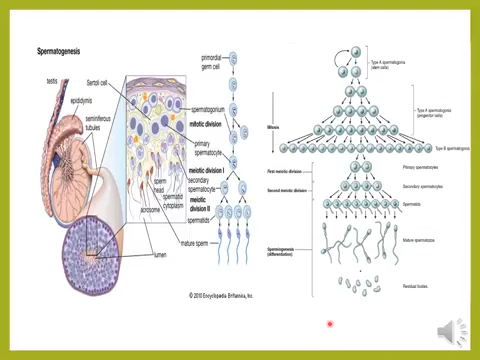 Spermatogenesis
testis
epididymis
seminiferous
tubules
Sertoli cell
primordial
germ cell
spermatogonium
mitotic division
primary
spermatocyte
meiotic division I
secondary
spermatocyte
meiotic
division II
spermatids
mature sperm
sperm
head
spermatid
cytoplasm
acrosome
lumen
© 2010 Encyclopædia Britannica, Inc.
Type A spermatogonia
(stem cells)
Type A spermatogonia
(progenitor cells)
Mitosis
Type B spermatogonia
Primary spermatocytes
First meiotic division
Secondary spermatocytes
Second meiotic division
Spermatids
Mature spermatozoa
Spermiogenesis
(differentiation)
+
Residual bodies